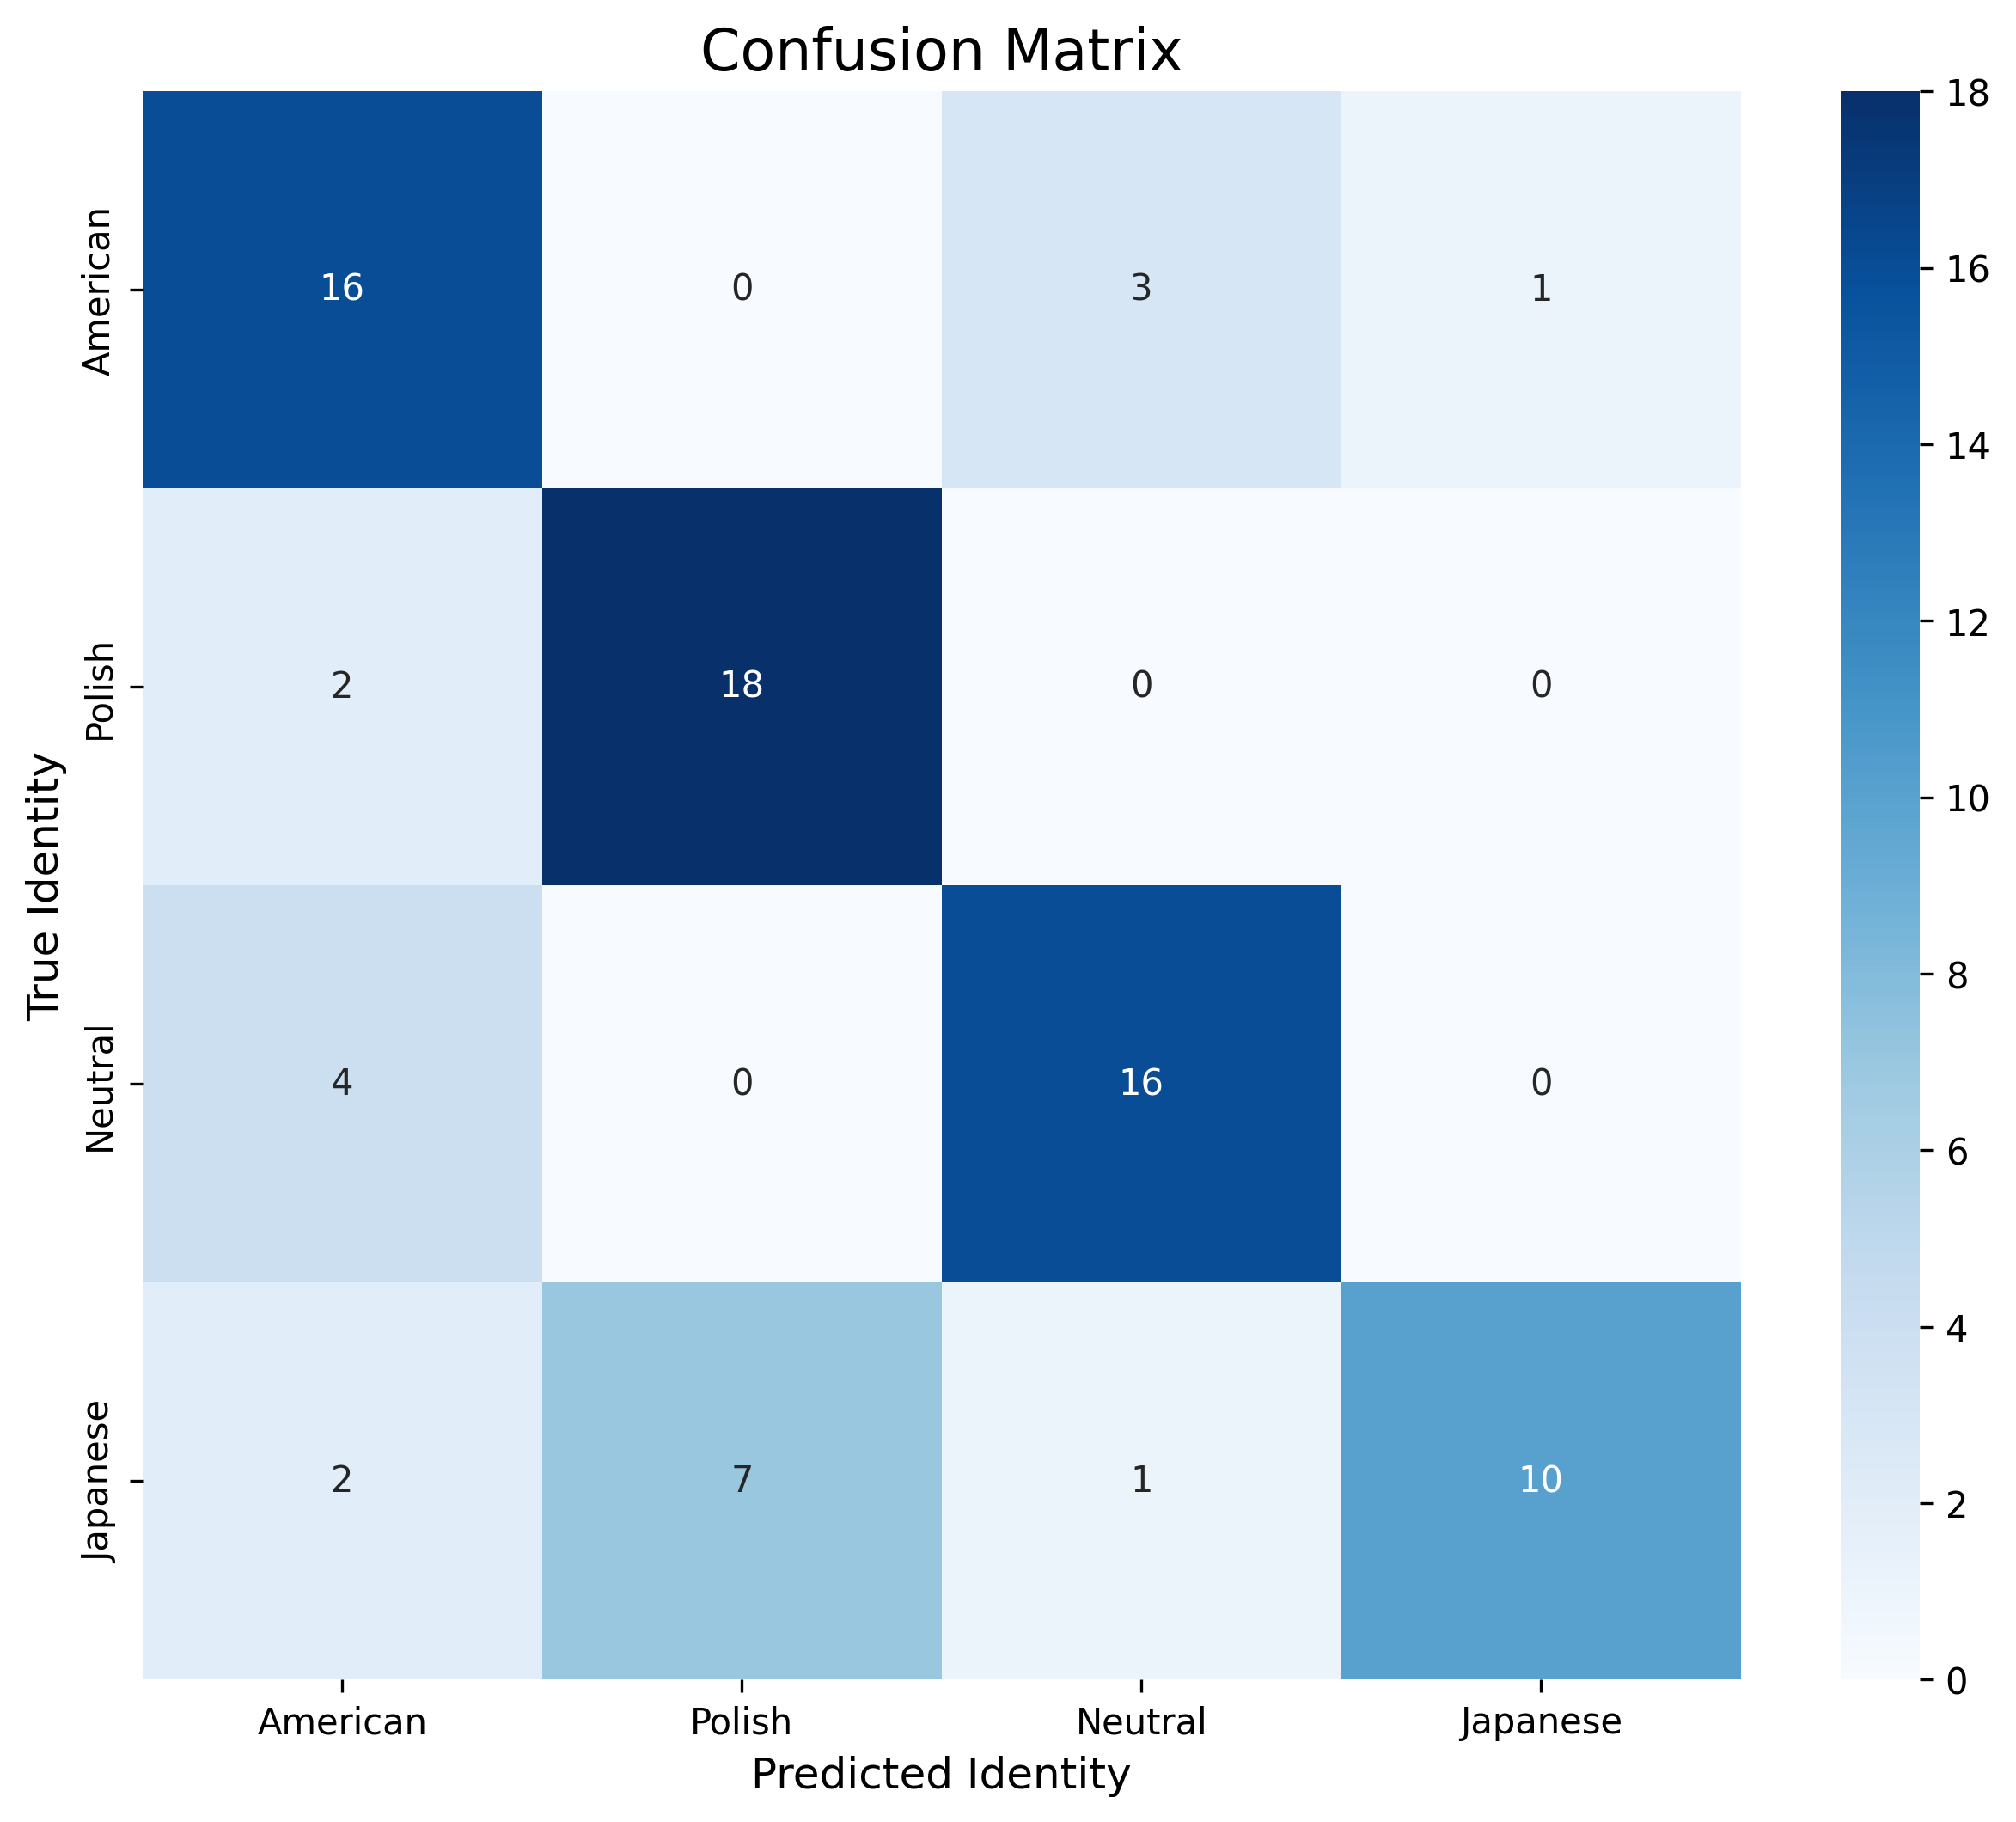 Confusion Matrix
True Identity
American
Polish
Neutral
Japanese
16 0 3 1
2 18 0 0
4 0 16 0
2 7 1 10
American Polish Neutral Japanese
Predicted Identity
18
16
14
12
10
8
6
4
2
0